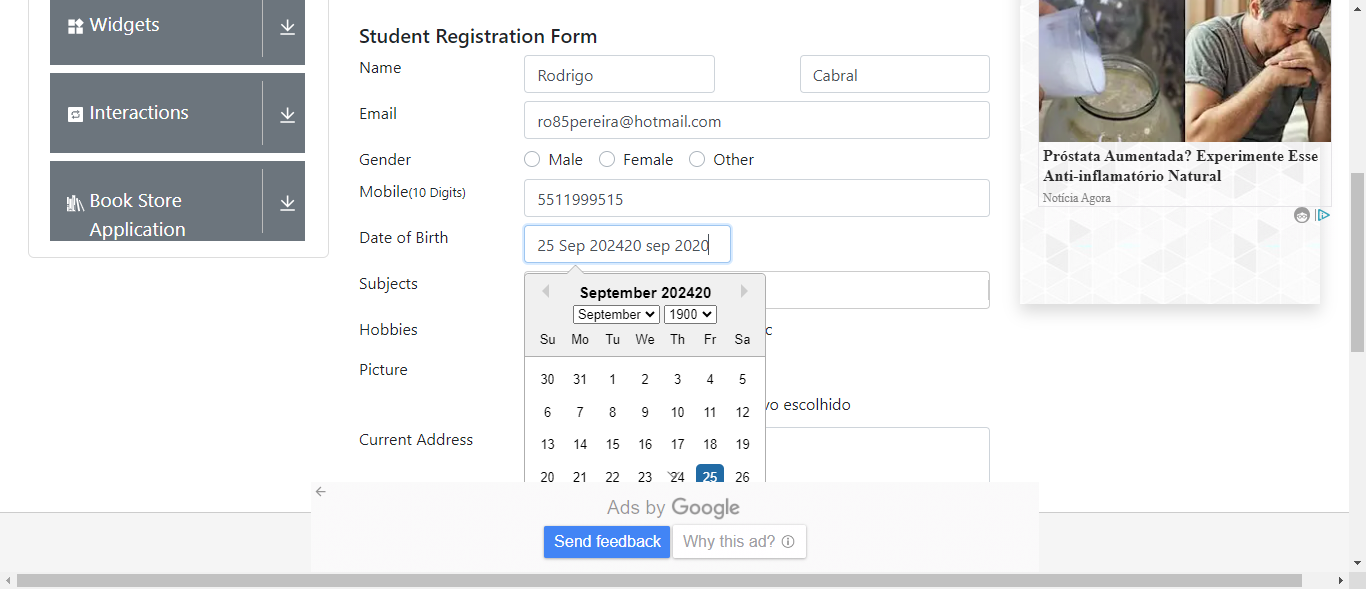 Widgets
Interactions
Book Store
Application
Student Registration Form
Name
Rodrigo
Cabral
Email
ro85pereira@hotmail.com
Gender
Male
Female
Other
Mobile(10 Digits)
5511999515
Date of Birth
25 Sep 202420 sep 2020
Subjects
September 202420
September
1900
Su Mo Tu We Th Fr Sa
30 31 1 2 3 4 5
6 7 8 9 10 11 12
13 14 15 16 17 18 19
20 21 22 23 24 25 26
Hobbies
c
Picture
vo escolhido
Current Address
Próstata Aumentada? Experimente Esse
Anti-inflamatório Natural
Notícia Agora
Ads by Google
Send feedback
Why this ad?